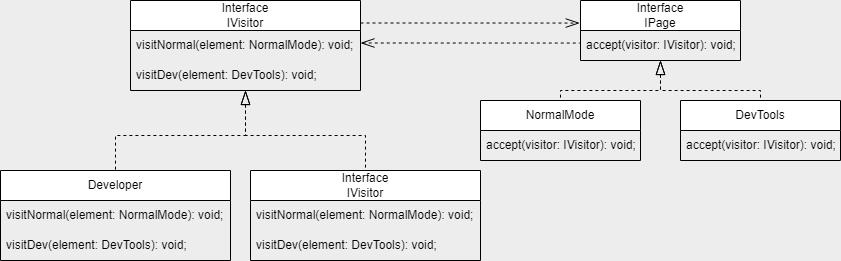 Interface
IVisitor
visitNormal(element: NormalMode): void;
visitDev(element: DevTools): void;
Interface
IPage
accept(visitor: IVisitor): void;
NormalMode
accept(visitor: IVisitor): void;
DevTools
accept(visitor: IVisitor): void;
Developer
visitNormal(element: NormalMode): void;
visitDev(element: DevTools): void;
Interface
IVisitor
visitNormal(element: NormalMode): void;
visitDev(element: DevTools): void;